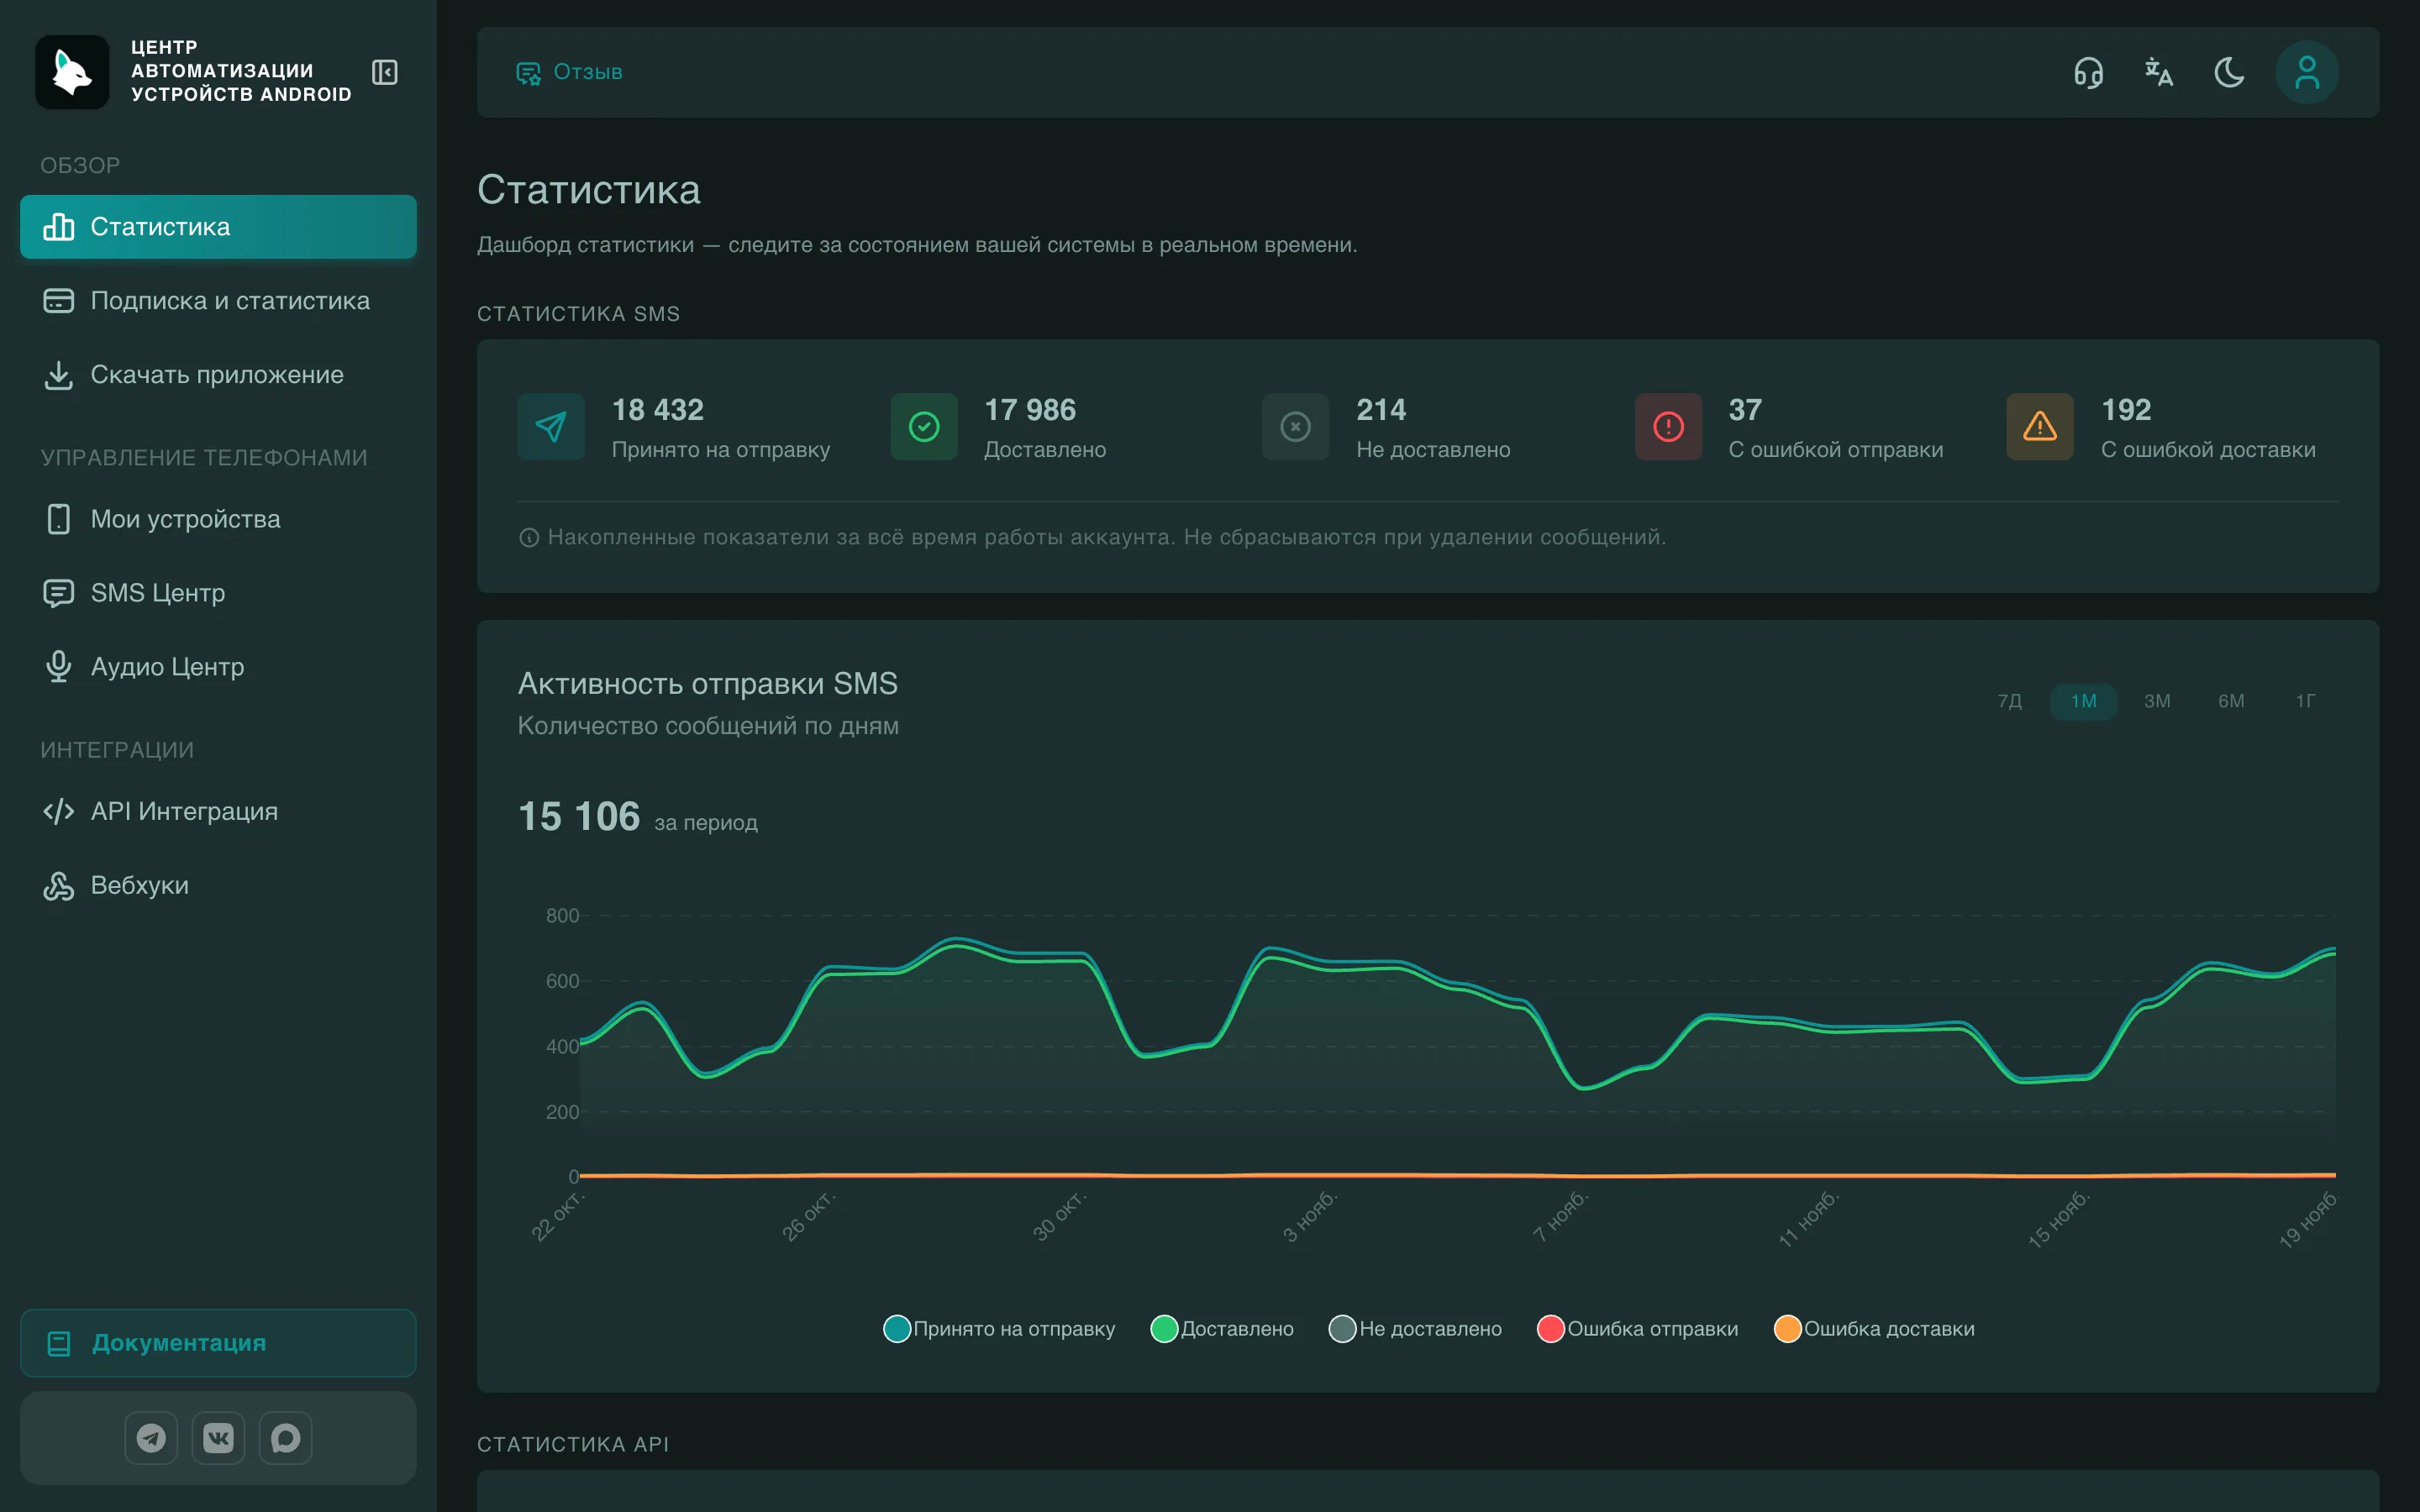 ЦЕНТР
АВТОМАТИЗАЦИИ
УСТРОЙСТВ ANDROID
ОБЗОР
Статистика
Подписка и статистика
Скачать приложение
УПРАВЛЕНИЕ ТЕЛЕФОНАМИ
Мои устройства
SMS Центр
Аудио Центр
ИНТЕГРАЦИИ
API Интеграция
Вебхуки
Документация
Отзыв
Статистика
Дашборд статистики — следите за состоянием вашей системы в реальном времени.
СТАТИСТИКА SMS
18 432
Принято на отправку
17 986
Доставлено
214
Не доставлено
37
С ошибкой отправки
192
С ошибкой доставки
Накопленные показатели за всё время работы аккаунта. Не сбрасываются при удалении сообщений.
Активность отправки SMS
Количество сообщений по дням
7Д 1М 3М 6М 1Г
15 106 за период
800
600
400
200
0
22 окт. 26 окт. 30 окт. 3 нояб. 7 нояб. 11 нояб. 15 нояб. 19 нояб.
Принято на отправку Доставлено Не доставлено Ошибка отправки Ошибка доставки
СТАТИСТИКА API